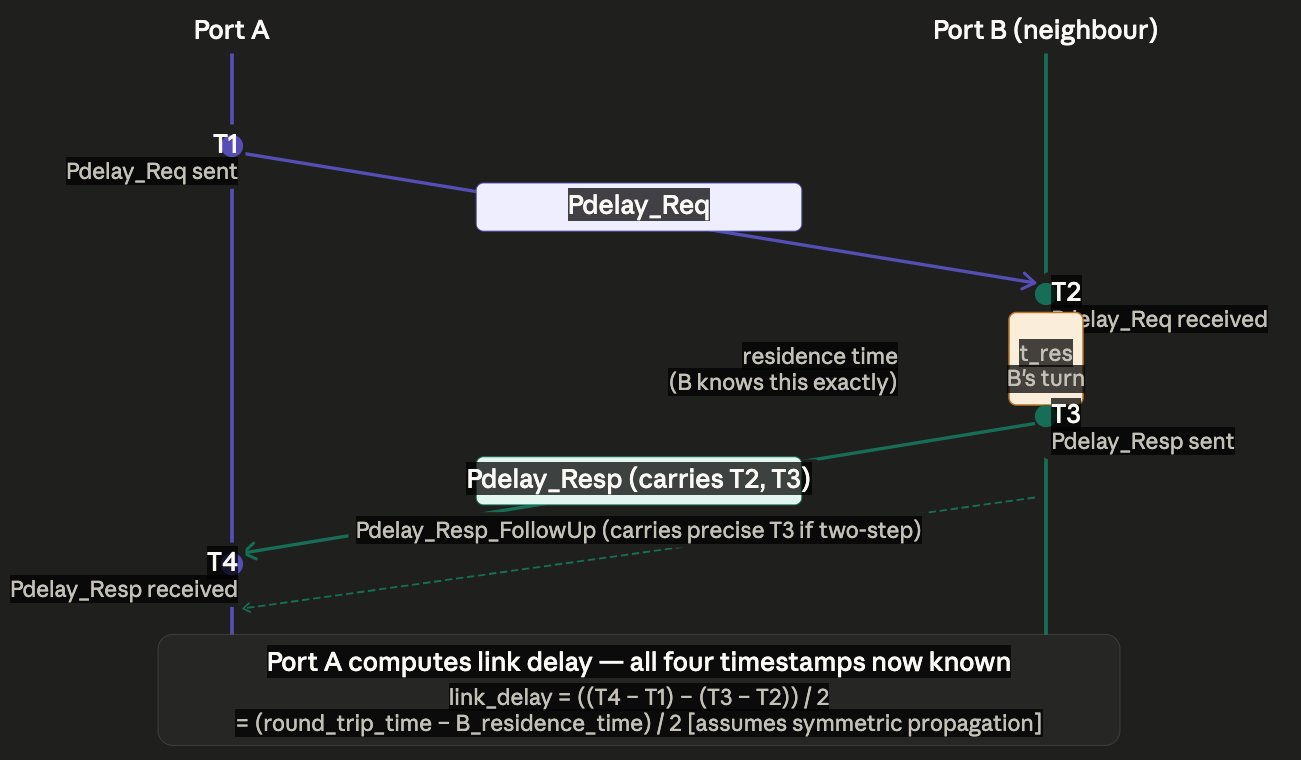 Port A
Port B (neighbour)
T1
Pdelay_Req sent
Pdelay_Req
T2
Pdelay_Req received
residence time
(B knows this exactly)
t_res
B's turn
T3
Pdelay_Resp sent
Pdelay_Resp (carries T2, T3)
Pdelay_Resp_FollowUp (carries precise T3 if two-step)
T4
Pdelay_Resp received
Port A computes link delay — all four timestamps now known
link_delay = ((T4 − T1) − (T3 − T2)) / 2
= (round_trip_time − B_residence_time) / 2 [assumes symmetric propagation]